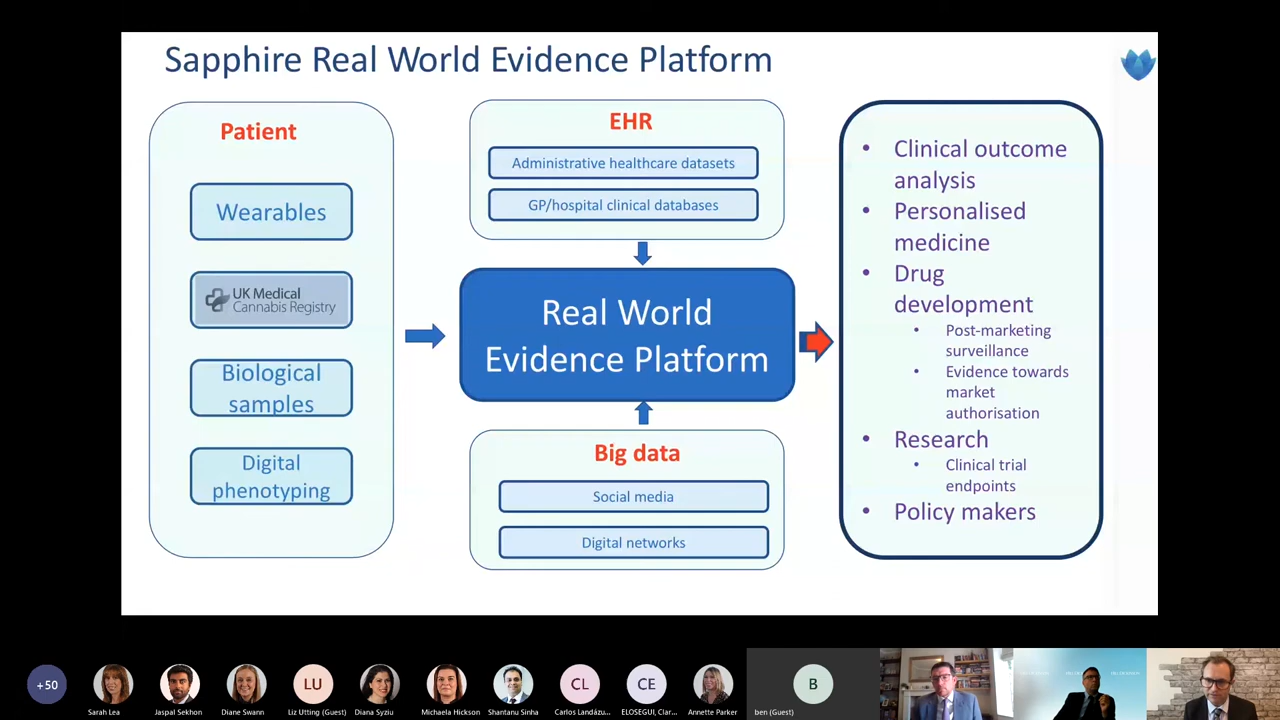 Sapphire Real World Evidence Platform
Patient
Wearables
UK Medical
Cannabis Registry
Biological
samples
Digital
phenotyping
EHR
Administrative healthcare datasets
GP/hospital clinical databases
Real World
Evidence Platform
Big data
Social media
Digital networks
• Clinical outcome
analysis
• Personalised
medicine
• Drug
development
• Post-marketing
surveillance
• Evidence towards
market
authorisation
• Research
• Clinical trial
endpoints
• Policy makers
+50
Sarah Lea
Jaspal Sekhon
Diane Swann
LU
Liz Utting (Guest)
Diana Syziu
Michaela Hickson
Shantanu Sinha
CL
Carlos Landázu...
CE
ELOSEGUI, Clar...
Annette Parker
B
ben (Guest)